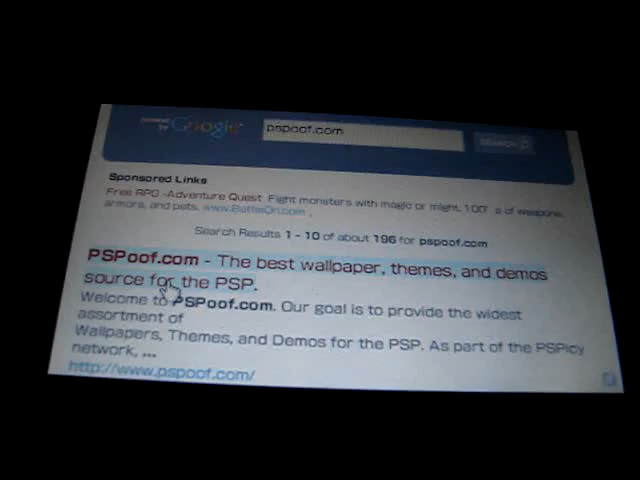 powered by Google
pspoof.com
SEARCH
Sponsored Links
Free RPG -Adventure Quest Fight monsters with magic or might. 100' s of weapons,
armors, and pets. www.BattleOn.com
Search Results 1 - 10 of about 196 for pspoof.com
PSPoof.com - The best wallpaper, themes, and demos
source for the PSP.
Welcome to PSPoof.com. Our goal is to provide the widest
assortment of
Wallpapers, Themes, and Demos for the PSP. As part of the PSPicy
network, ...
http://www.pspoof.com/